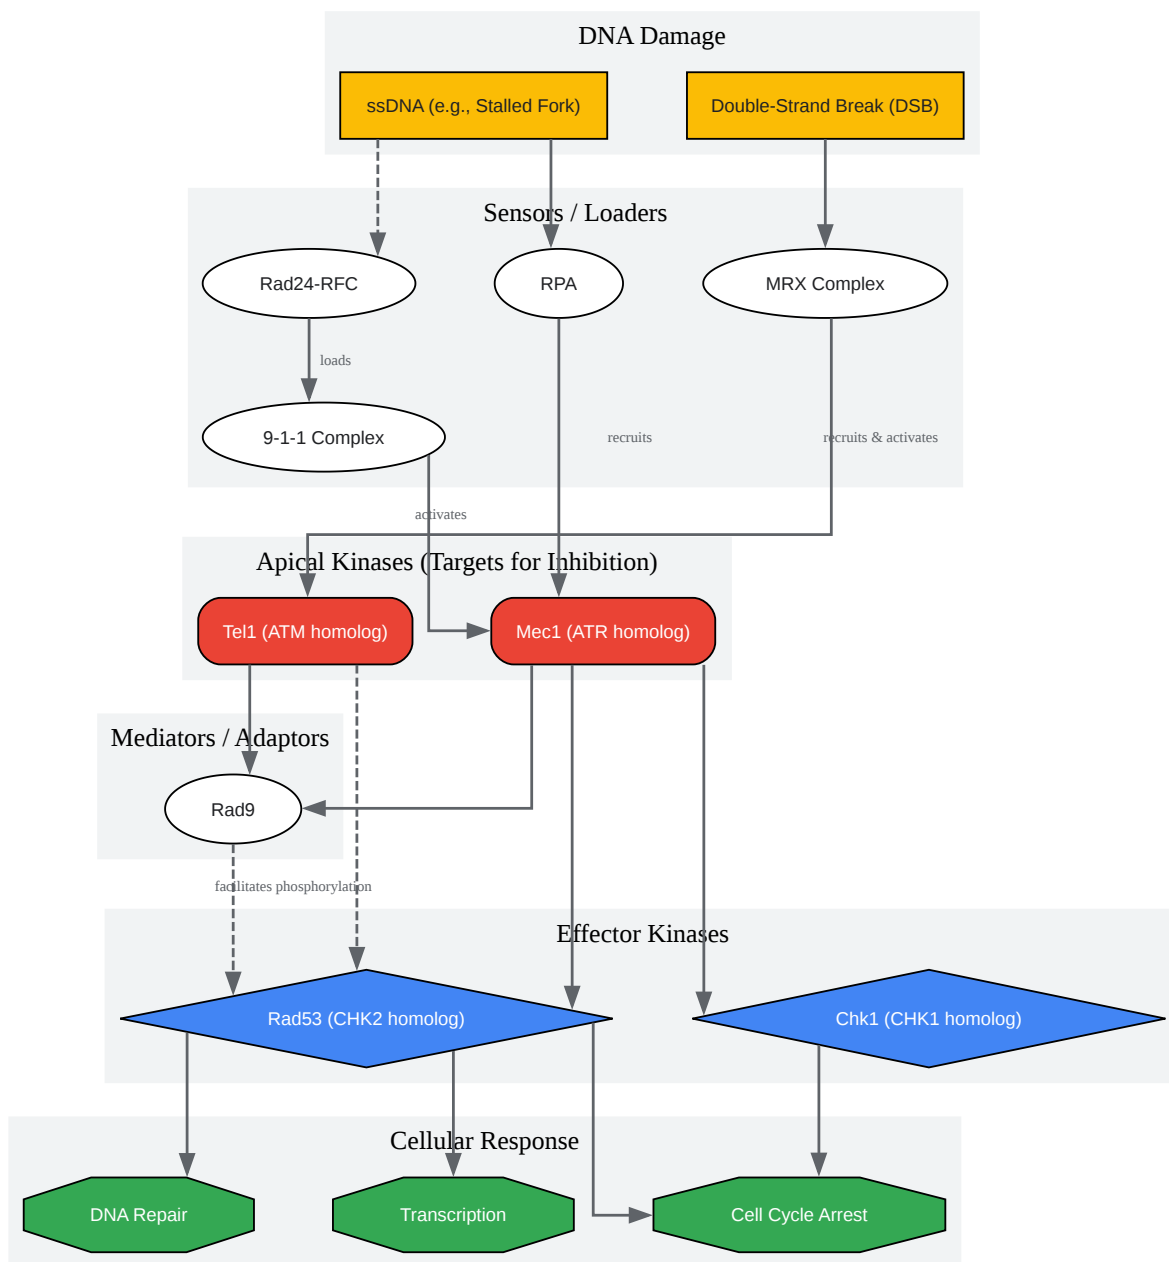 DNA Damage
ssDNA (e.g., Stalled Fork)
Double-Strand Break (DSB)
Sensors / Loaders
Rad24-RFC
RPA
MRX Complex
loads
9-1-1 Complex
recruits
recruits & activates
activates
Apical Kinases (Targets for Inhibition)
Tel1 (ATM homolog)
Mec1 (ATR homolog)
Mediators / Adaptors
Rad9
facilitates phosphorylation
Effector Kinases
Rad53 (CHK2 homolog)
Chk1 (CHK1 homolog)
Cellular Response
DNA Repair
Transcription
Cell Cycle Arrest